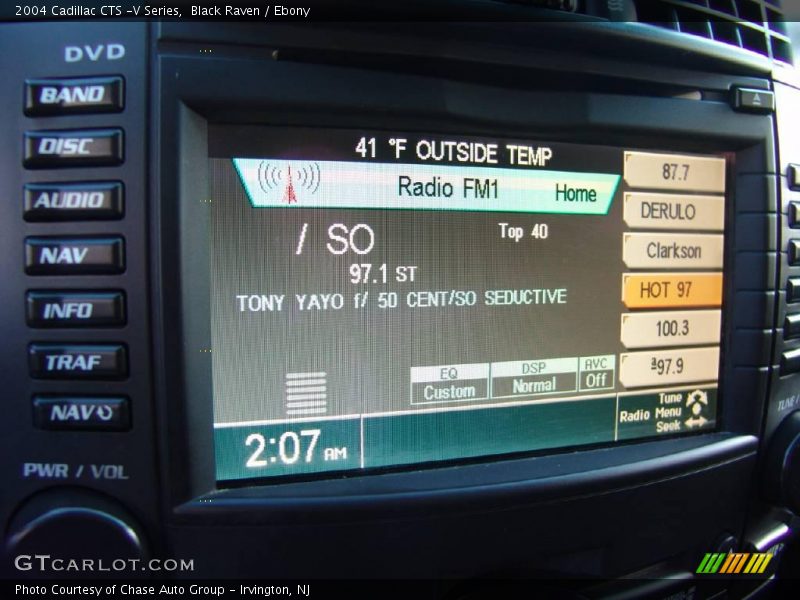 2004 Cadillac CTS -V Series, Black Raven / Ebony
DVD
BAND
DISC
AUDIO
NAV
INFO
TRAF
NAV
PWR / VOL
41 °F OUTSIDE TEMP
Radio FM1
Home
/ SO
Top 40
97.1 ST
TONY YAYO f/ 50 CENT/SO SEDUCTIVE
EQ
Custom
DSP
Normal
AVC
Off
2:07 AM
Radio
Tune
Menu
Seek
87.7
DERULO
Clarkson
HOT 97
100.3
ª97.9
TUNE /
GTCARLOT.COM
Photo Courtesy of Chase Auto Group - Irvington, NJ